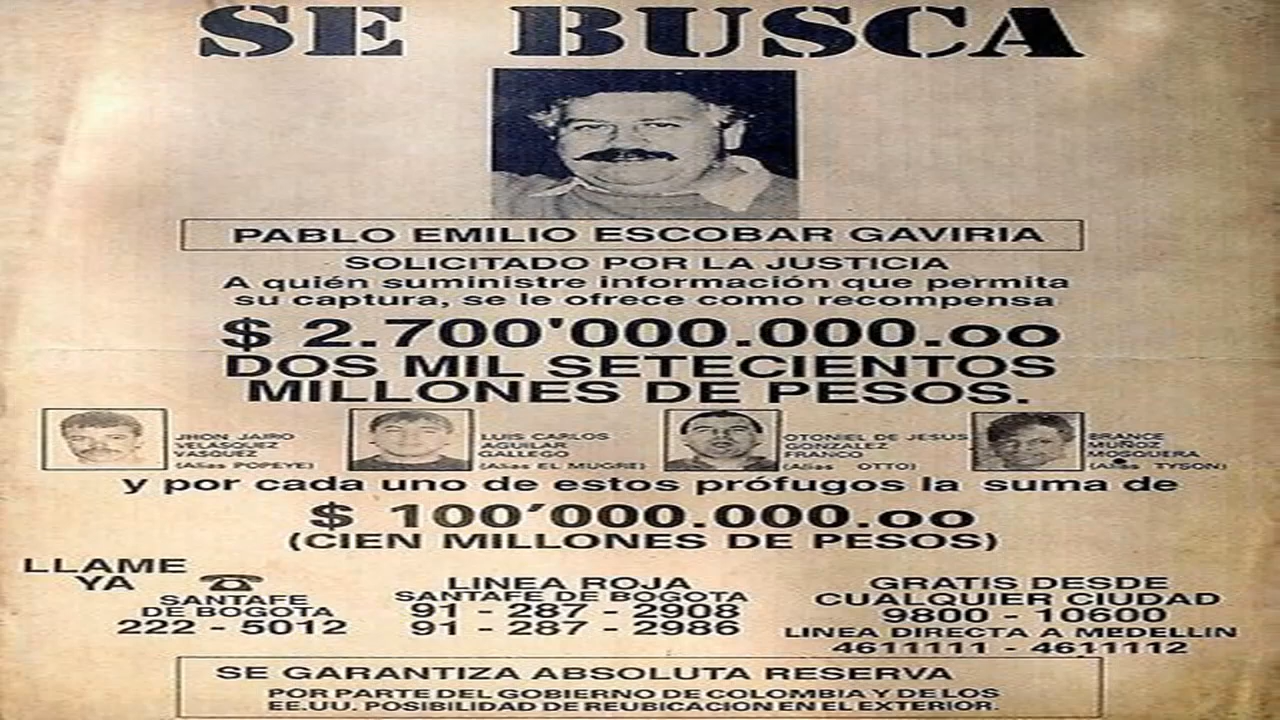 SE BUSCA
PABLO EMILIO ESCOBAR GAVIRIA
SOLICITADO POR LA JUSTICIA
A quién suministre información que permita
su captura, se le ofrece como recompensa
$ 2.700'000.000.oo
DOS MIL SETECIENTOS
MILLONES DE PESOS.
JHON JAIRO
VELASQUEZ
VASQUEZ
(Alias POPEYE)
LUIS CARLOS
AGUILAR
GALLEGO
(Alias EL MUGRE)
OTONIEL DE JESUS
GONZALEZ
FRANCO
(Alias OTTO)
BRANCE
MUÑOZ
MOSQUERA
(Alias TYSON)
y por cada uno de estos prófugos la suma de
$ 100'000.000.oo
(CIEN MILLONES DE PESOS)
LLAME
YA
SANTAFE
DE BOGOTA
222 - 5012
LINEA ROJA
SANTAFE DE BOGOTA
91 - 287 - 2908
91 - 287 - 2986
GRATIS DESDE
CUALQUIER CIUDAD
9800 - 10600
LINEA DIRECTA A MEDELLIN
4611111 - 4611112
SE GARANTIZA ABSOLUTA RESERVA
POR PARTE DEL GOBIERNO DE COLOMBIA Y DE LOS
EE.UU. POSIBILIDAD DE REUBICACION EN EL EXTERIOR.